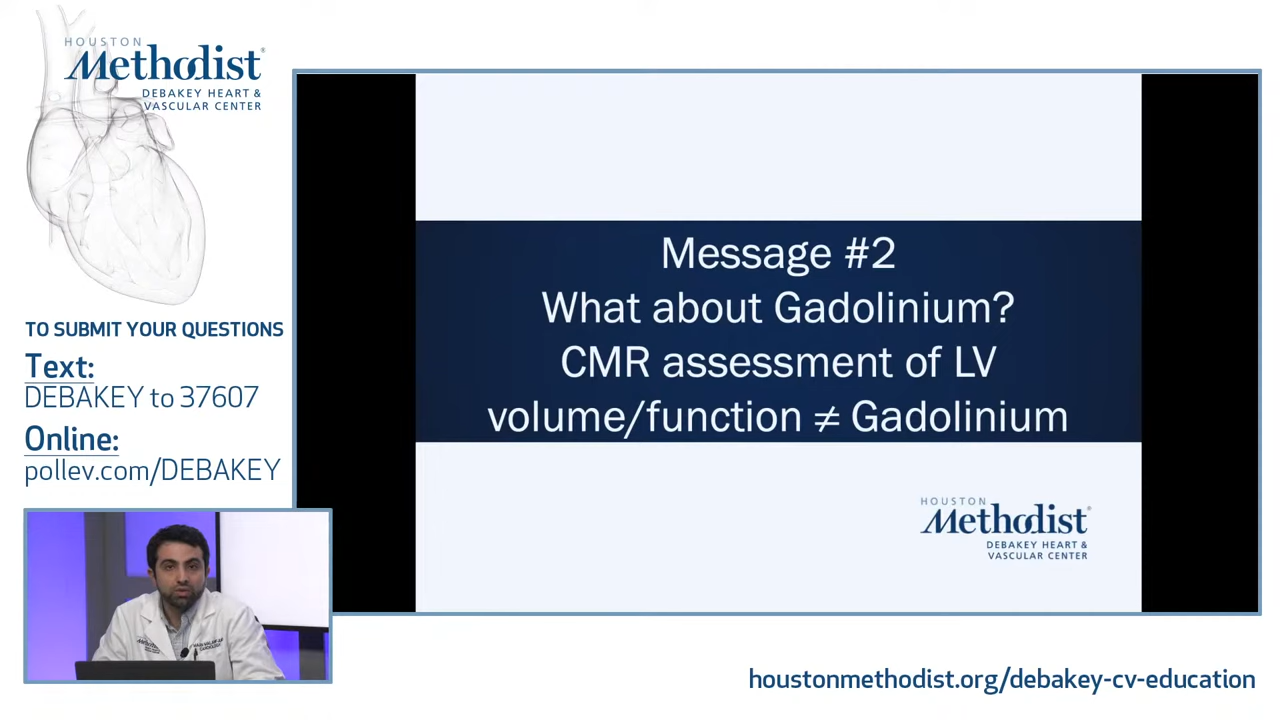 HOUSTON
Methodist®
DEBAKEY HEART &
VASCULAR CENTER
TO SUBMIT YOUR QUESTIONS
Text:
DEBAKEY to 37607
Online:
pollev.com/DEBAKEY
Message #2
What about Gadolinium?
CMR assessment of LV
volume/function ≠ Gadolinium
HOUSTON
Methodist®
DEBAKEY HEART &
VASCULAR CENTER
houstonmethodist.org/debakey-cv-education